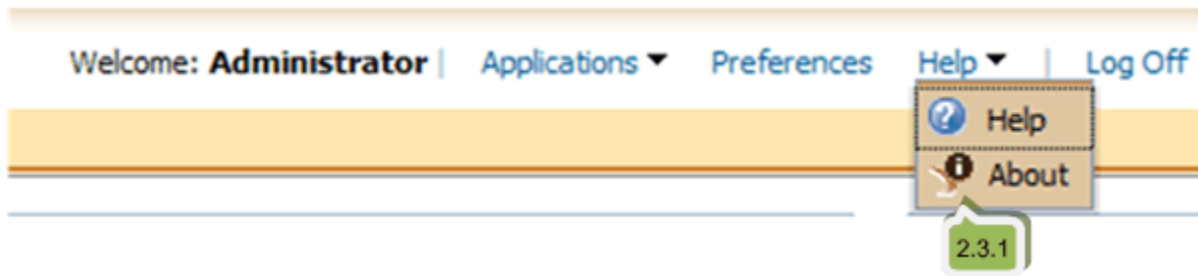 Welcome: Administrator | Applications Preferences Help | Log Off
Help
About
2.3.1